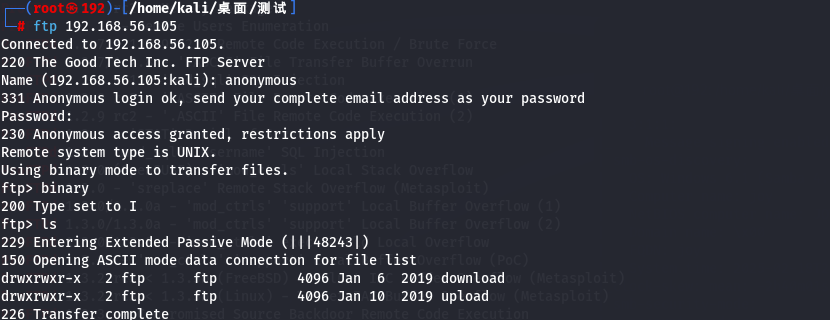 (root㉿192)-[/home/kali/桌面/测试]
# ftp 192.168.56.105
Connected to 192.168.56.105.
220 The Good Tech Inc. FTP Server
Name (192.168.56.105:kali): anonymous
331 Anonymous login ok, send your complete email address as your password
Password:
230 Anonymous access granted, restrictions apply
Remote system type is UNIX.
Using binary mode to transfer files.
ftp> binary
200 Type set to I
ftp> ls
229 Entering Extended Passive Mode (|||48243|)
150 Opening ASCII mode data connection for file list
drwxrwxr-x   2 ftp      ftp          4096 Jan  6  2019 download
drwxrwxr-x   2 ftp      ftp          4096 Jan 10  2019 upload
226 Transfer complete